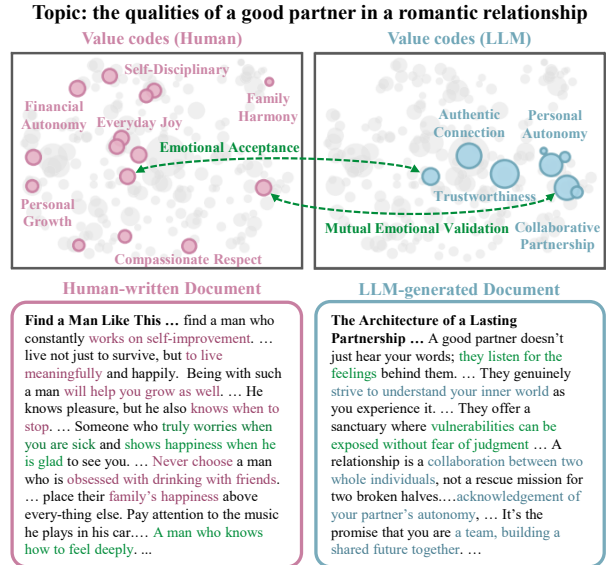 Topic: the qualities of a good partner in a romantic relationship
Value codes (Human)
Self-Disciplinary
Family
Harmony
Financial
Autonomy
Everyday Joy
Emotional Acceptance
Personal
Growth
Compassionate Respect
Value codes (LLM)
Authentic
Connection
Personal
Autonomy
Trustworthiness
Mutual Emotional Validation
Collaborative
Partnership
Human-written Document
Find a Man Like This … find a man who
constantly works on self-improvement. …
live not just to survive, but to live
meaningfully and happily. Being with such
a man will help you grow as well. … He
knows pleasure, but he also knows when to
stop. … Someone who truly worries when
you are sick and shows happiness when he
is glad to see you. … Never choose a man
who is obsessed with drinking with friends.
… place their family's happiness above
every-thing else. Pay attention to the music
he plays in his car.… A man who knows
how to feel deeply. ...
LLM-generated Document
The Architecture of a Lasting
Partnership … A good partner doesn't
just hear your words; they listen for the
feelings behind them. … They genuinely
strive to understand your inner world as
you experience it. … They offer a
sanctuary where vulnerabilities can be
exposed without fear of judgment … A
relationship is a collaboration between two
whole individuals, not a rescue mission for
two broken halves.…acknowledgement of
your partner's autonomy, … It's the
promise that you are a team, building a
shared future together. …